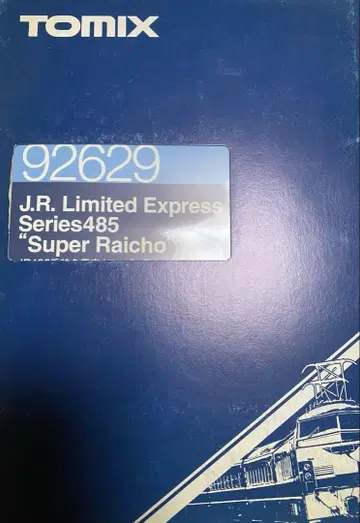 TOMIX
92629
J.R. Limited Express
Series485
“Super Raicho